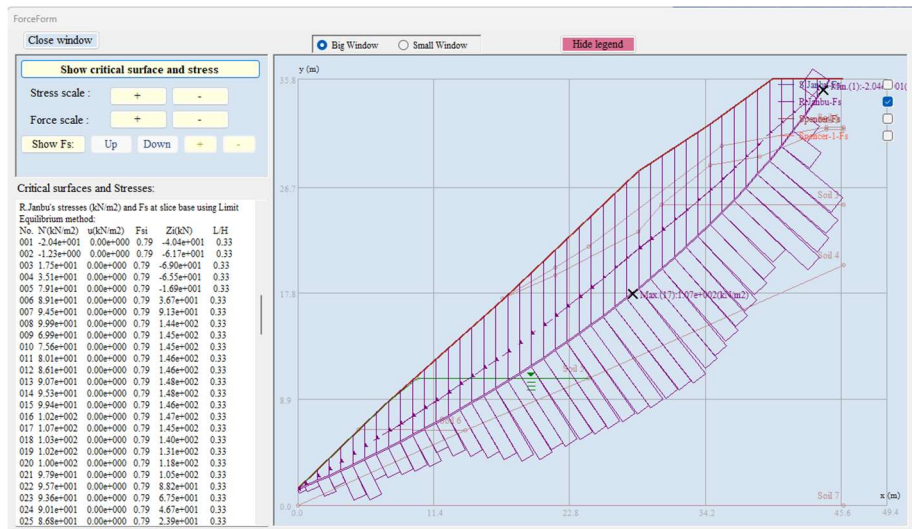 ForceForm
Close window
Big Window
Small Window
Hide legend
Show critical surface and stress
Stress scale :
+
-
Force scale :
+
-
Show Fs:
Up
Down
+
-
Critical surfaces and Stresses:
R.Janbu's stresses (kN/m2) and Fs at slice base using Limit
Equilibrium method:
No. N(kN/m2) u(kN/m2) Fsi Zi(kN) L/H
001 -2.04e+001 0.00e+000 0.79 -4.04e+001 0.33
002 -1.23e+000 0.00e+000 0.79 -6.17e+001 0.33
003 1.75e+001 0.00e+000 0.79 -6.90e+001 0.33
004 3.51e+001 0.00e+000 0.79 -6.55e+001 0.33
005 7.91e+001 0.00e+000 0.79 -1.69e+001 0.33
006 8.91e+001 0.00e+000 0.79 3.67e+001 0.33
007 9.45e+001 0.00e+000 0.79 9.13e+001 0.33
008 9.99e+001 0.00e+000 0.79 1.44e+002 0.33
009 6.99e+001 0.00e+000 0.79 1.45e+002 0.33
010 7.56e+001 0.00e+000 0.79 1.45e+002 0.33
011 8.01e+001 0.00e+000 0.79 1.46e+002 0.33
012 8.61e+001 0.00e+000 0.79 1.46e+002 0.33
013 9.07e+001 0.00e+000 0.79 1.48e+002 0.33
014 9.53e+001 0.00e+000 0.79 1.48e+002 0.33
015 9.94e+001 0.00e+000 0.79 1.46e+002 0.33
016 1.02e+002 0.00e+000 0.79 1.47e+002 0.33
017 1.07e+002 0.00e+000 0.79 1.45e+002 0.33
018 1.03e+002 0.00e+000 0.79 1.40e+002 0.33
019 1.02e+002 0.00e+000 0.79 1.31e+002 0.33
020 1.00e+002 0.00e+000 0.79 1.18e+002 0.33
021 9.79e+001 0.00e+000 0.79 1.05e+002 0.33
022 9.57e+001 0.00e+000 0.79 8.82e+001 0.33
023 9.36e+001 0.00e+000 0.79 6.75e+001 0.33
024 9.01e+001 0.00e+000 0.79 4.67e+001 0.33
025 8.68e+001 0.00e+000 0.79 2.39e+001 0.33
y (m)
35.8
26.7
17.8
8.9
0.0
0.0
11.4
22.8
34.2
45.6
49.4
x (m)
S.Janbu-Fs
R.Janbu-Fs
Spencer-Fs
Spencer-1-Fs
Soil 3
Soil 4
Max.(17):1.07e+002(kN/m2)
Soil 5
Soil 6
Soil 7